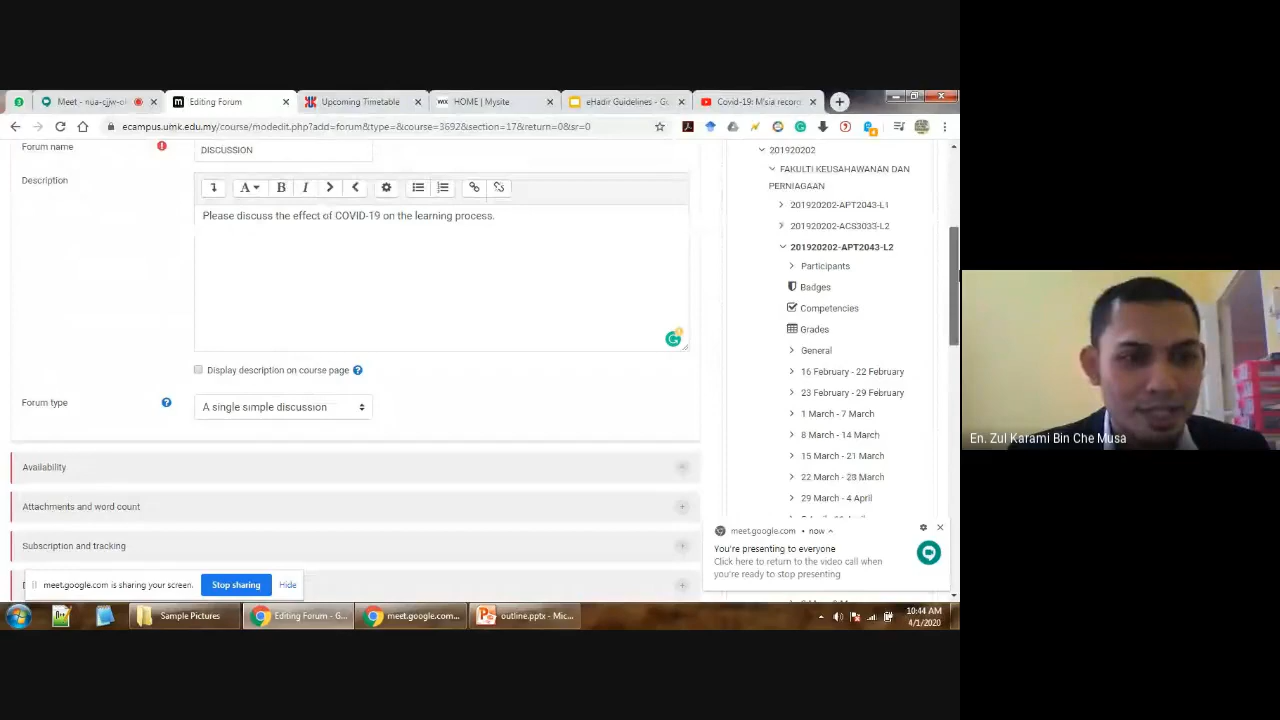 Meet - nua-cjjw-o
Editing Forum
Upcoming Timetable
HOME | Mysite
eHadir Guidelines - Go
Covid-19: M'sia record
ecampus.umk.edu.my/course/modedit.php?add=forum&type=&course=3692&section=17&return=0&sr=0
Forum name
DISCUSSION
Description
Please discuss the effect of COVID-19 on the learning process.
Display description on course page
Forum type
A single simple discussion
Availability
Attachments and word count
Subscription and tracking
201920202
FAKULTI KEUSAHAWANAN DAN
PERNIAGAAN
201920202-APT2043-L1
201920202-ACS3033-L2
201920202-APT2043-L2
Participants
Badges
Competencies
Grades
General
16 February - 22 February
23 February - 29 February
1 March - 7 March
8 March - 14 March
15 March - 21 March
22 March - 28 March
29 March - 4 April
meet.google.com • now
You're presenting to everyone
Click here to return to the video call when
you're ready to stop presenting
meet.google.com is sharing your screen.
Stop sharing
Hide
Sample Pictures
Editing Forum - G...
meet.google.com...
outline.pptx - Mic...
10:44 AM
4/1/2020
En. Zul Karami Bin Che Musa